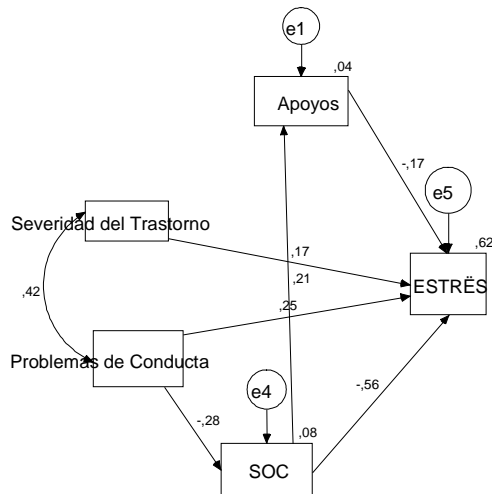 e1
,04
Apoyos
-,17
e5
Severidad del Trastorno
,62
,17
ESTRËS
,21
,42
,25
Problemas de Conducta
e4
-,56
-,28
,08
SOC